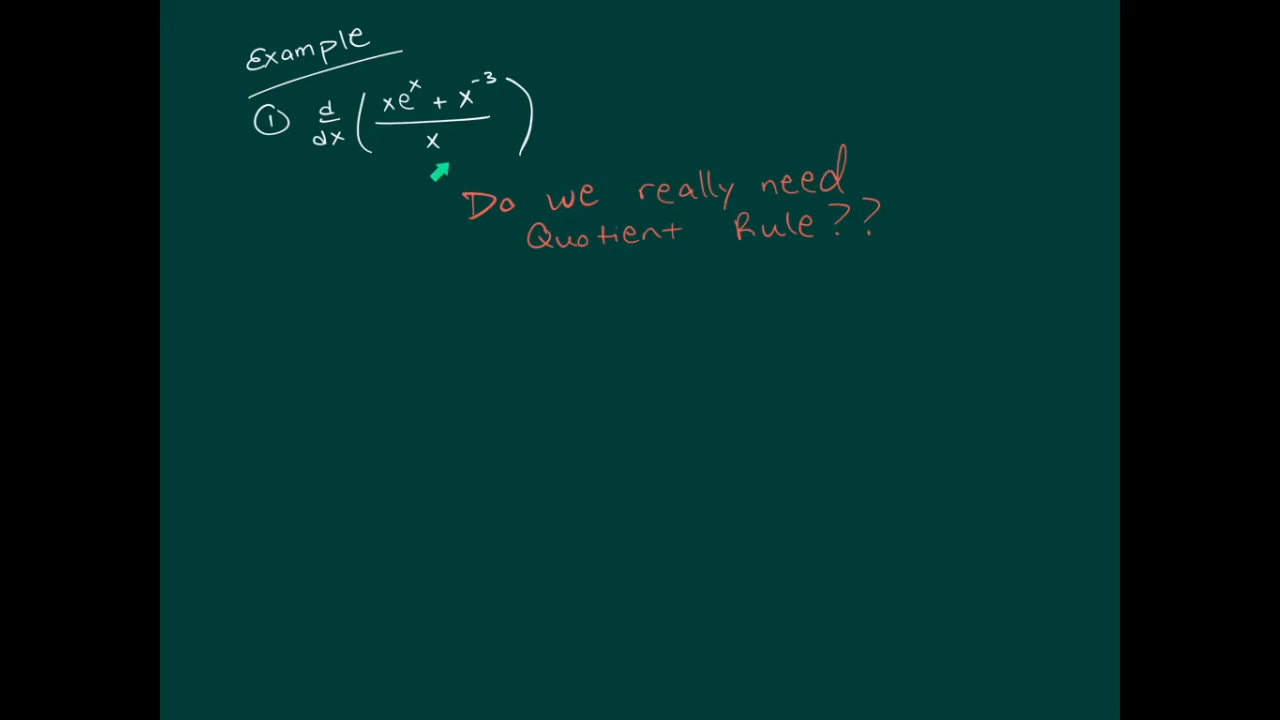 Example
① d/dx ( (xe^x + x^-3) / x )
Do we really need
Quotient Rule??